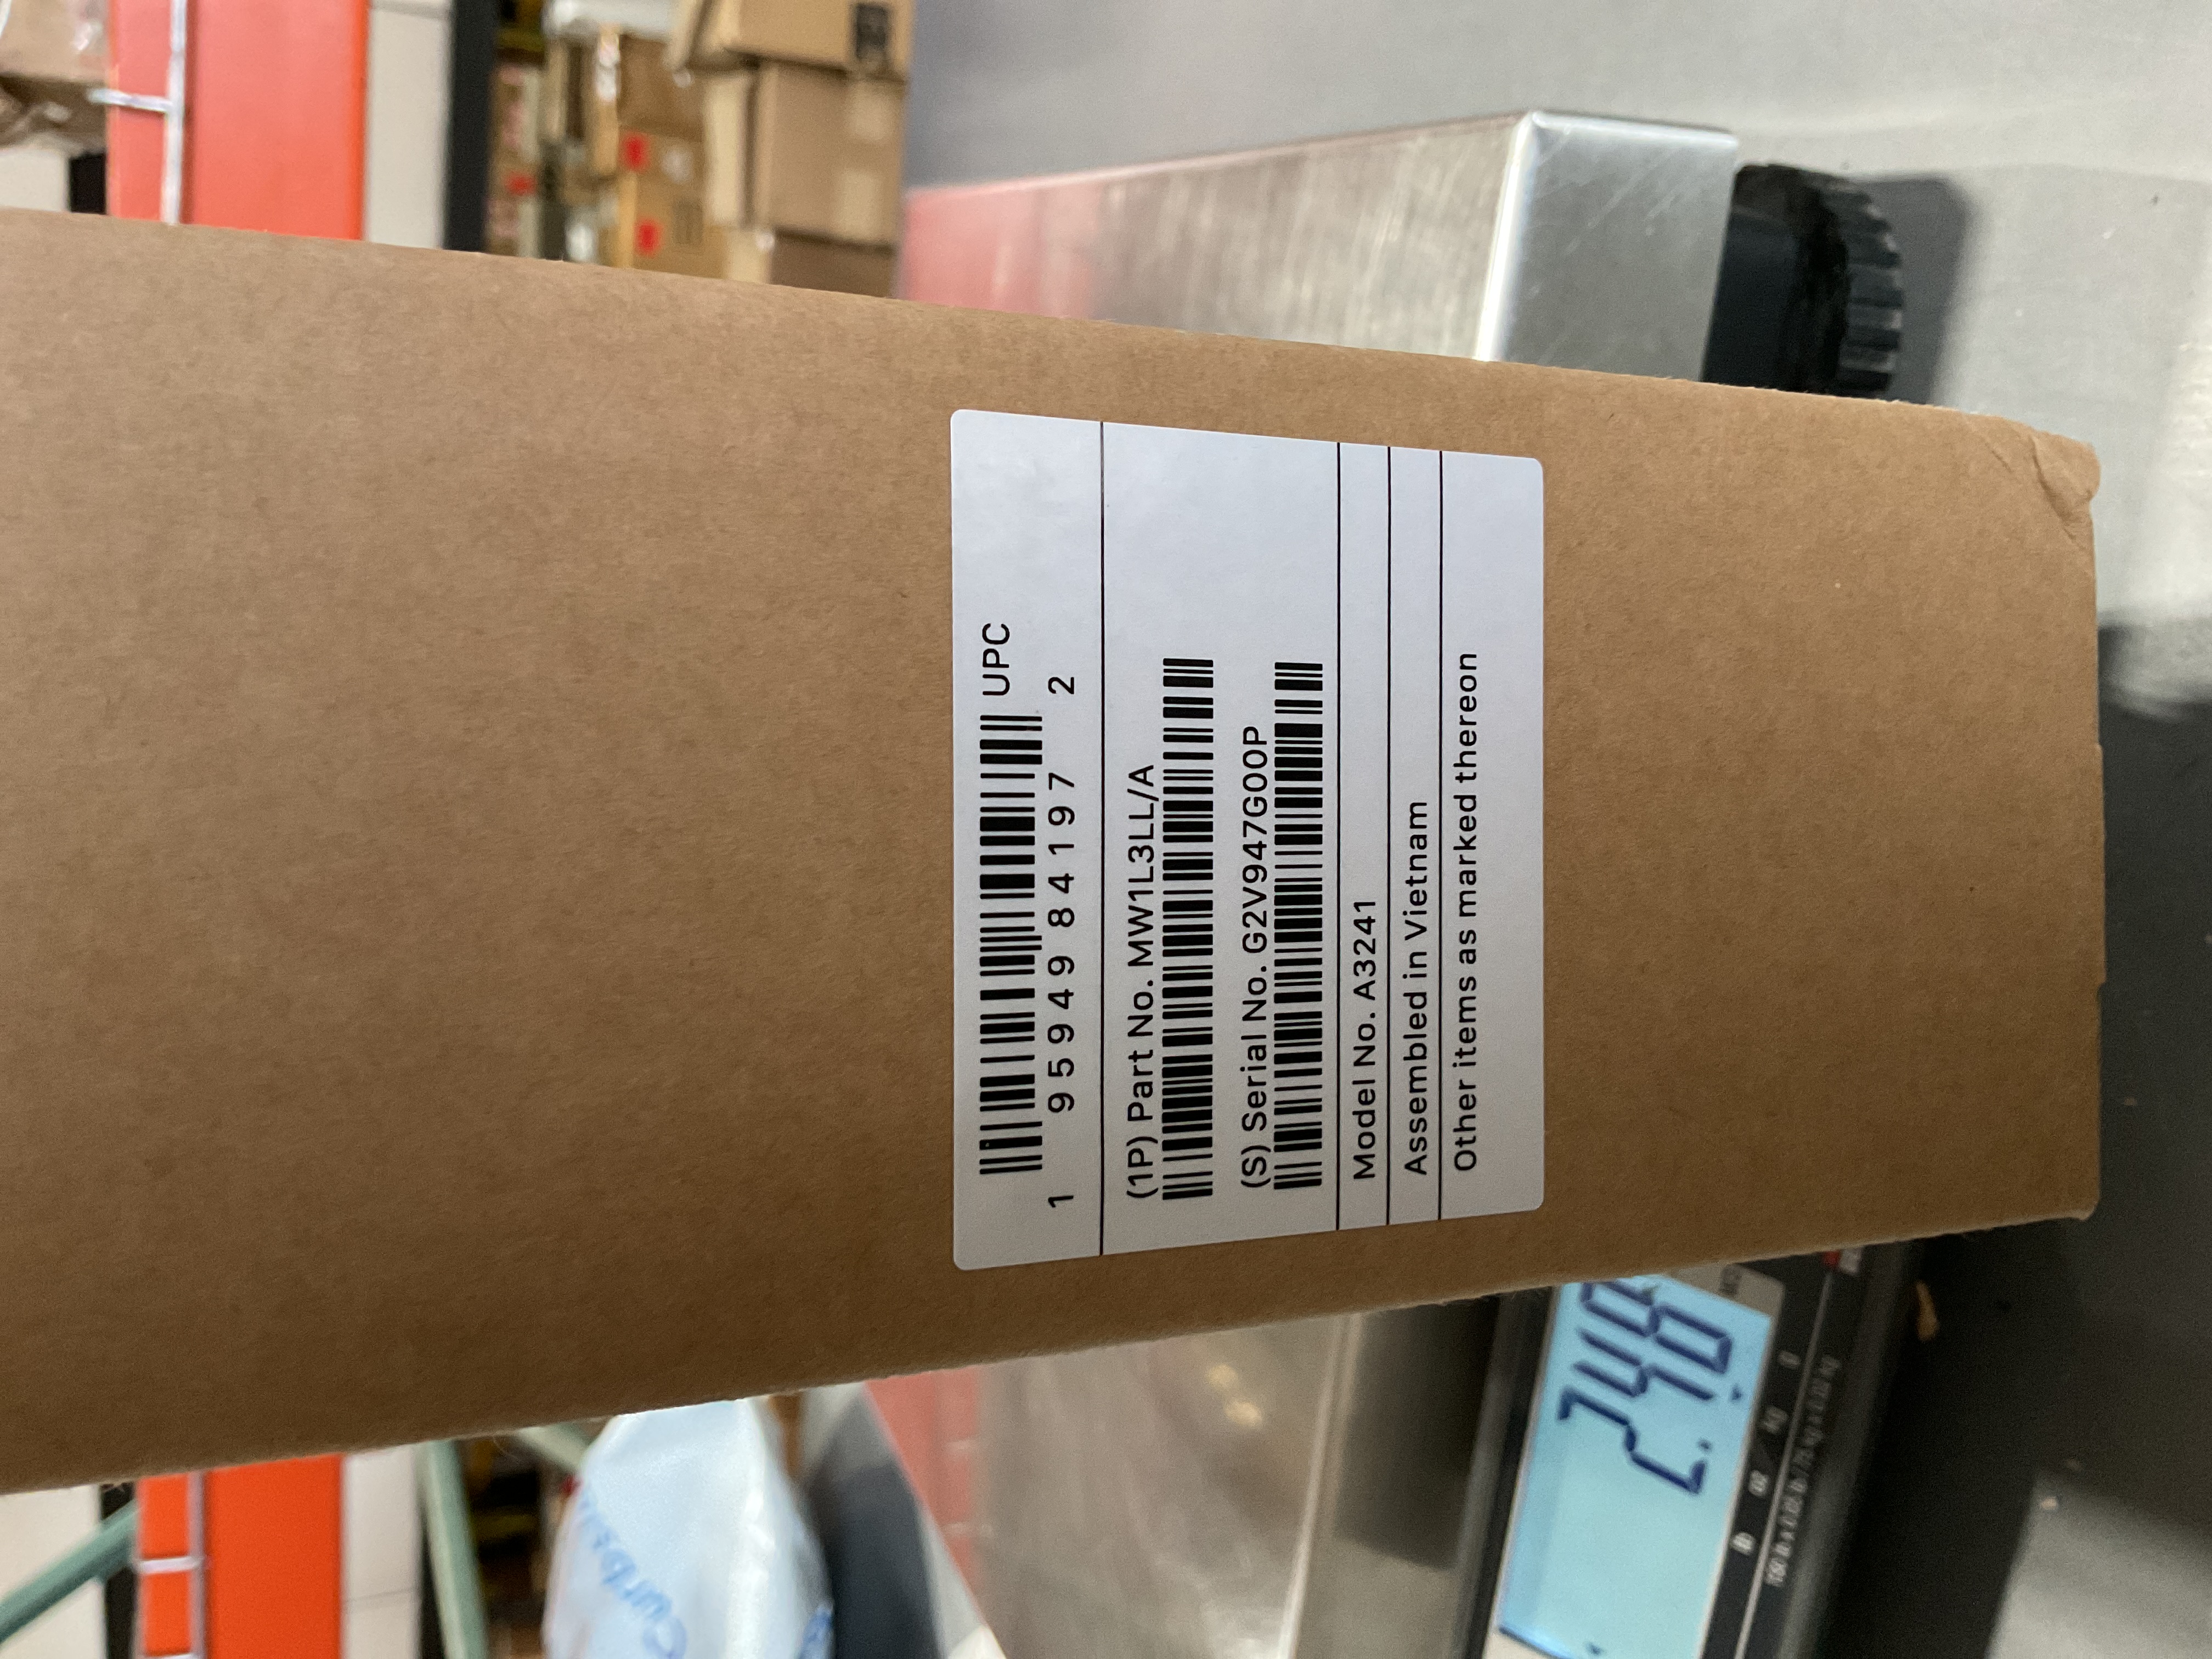 UPC
1 95949 84197 2
(1P) Part No. MW1L3LL/A
(S) Serial No. G2V947G00P
Model No. A3241
Assembled in Vietnam
Other items as marked thereon